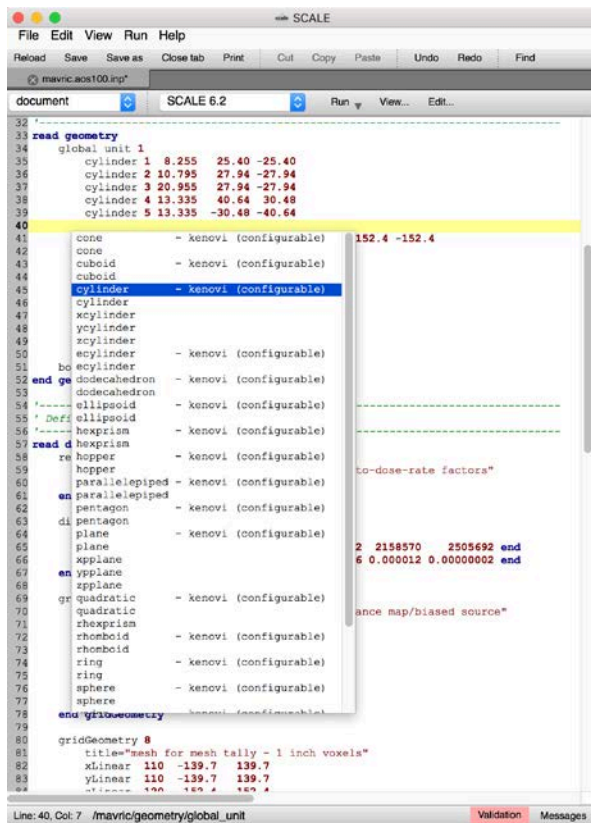 SCALE
File Edit View Run Help
Reload Save Save as Close tab Print Cut Copy Paste Undo Redo Find
mavric.aos100.inp*
document SCALE 6.2 Run View... Edit...
32 '------------------------------------------------------------
33 read geometry
34 global unit 1
35 cylinder 1 8.255 25.40 -25.40
36 cylinder 2 10.795 27.94 -27.94
37 cylinder 3 20.955 27.94 -27.94
38 cylinder 4 13.335 40.64 30.48
39 cylinder 5 13.335 -30.48 -40.64
40
41 cone - kenovi (configurable) 152.4 -152.4
42 cone
43 cuboid - kenovi (configurable)
44 cuboid
45 cylinder - kenovi (configurable)
46 cylinder
47 xcylinder
48 ycylinder
49 zcylinder
50 ecylinder - kenovi (configurable)
51 bo ecylinder
52 end ge dodecahedron - kenovi (configurable)
53 dodecahedron
54 '--- ellipsoid - kenovi (configurable) ------------------------------
55 ' Defi ellipsoid
56 '--- hexprism - kenovi (configurable) ------------------------------
57 read d hexprism
58 re hopper - kenovi (configurable)
59 hopper to-dose-rate factors"
60 parallelepiped - kenovi (configurable)
61 en parallelepiped
62 pentagon - kenovi (configurable)
63 di pentagon
64 plane - kenovi (configurable)
65 plane 2 2158570 2505692 end
66 xpplane 6 0.000012 0.00000002 end
67 en ypplane
68 zpplane
69 gr quadratic - kenovi (configurable)
70 quadratic ance map/biased source"
71 rhexprism
72 rhomboid - kenovi (configurable)
73 rhomboid
74 ring - kenovi (configurable)
75 ring
76 sphere - kenovi (configurable)
77 sphere
78 end gridGeometry - kenovi (configurable)
79
80 gridGeometry 8
81 title="mesh for mesh tally - 1 inch voxels"
82 xLinear 110 -139.7 139.7
83 yLinear 110 -139.7 139.7
84 zLinear 120 -152.4 152.4
Line: 40, Col: 7 /mavric/geometry/global_unit Validation Messages